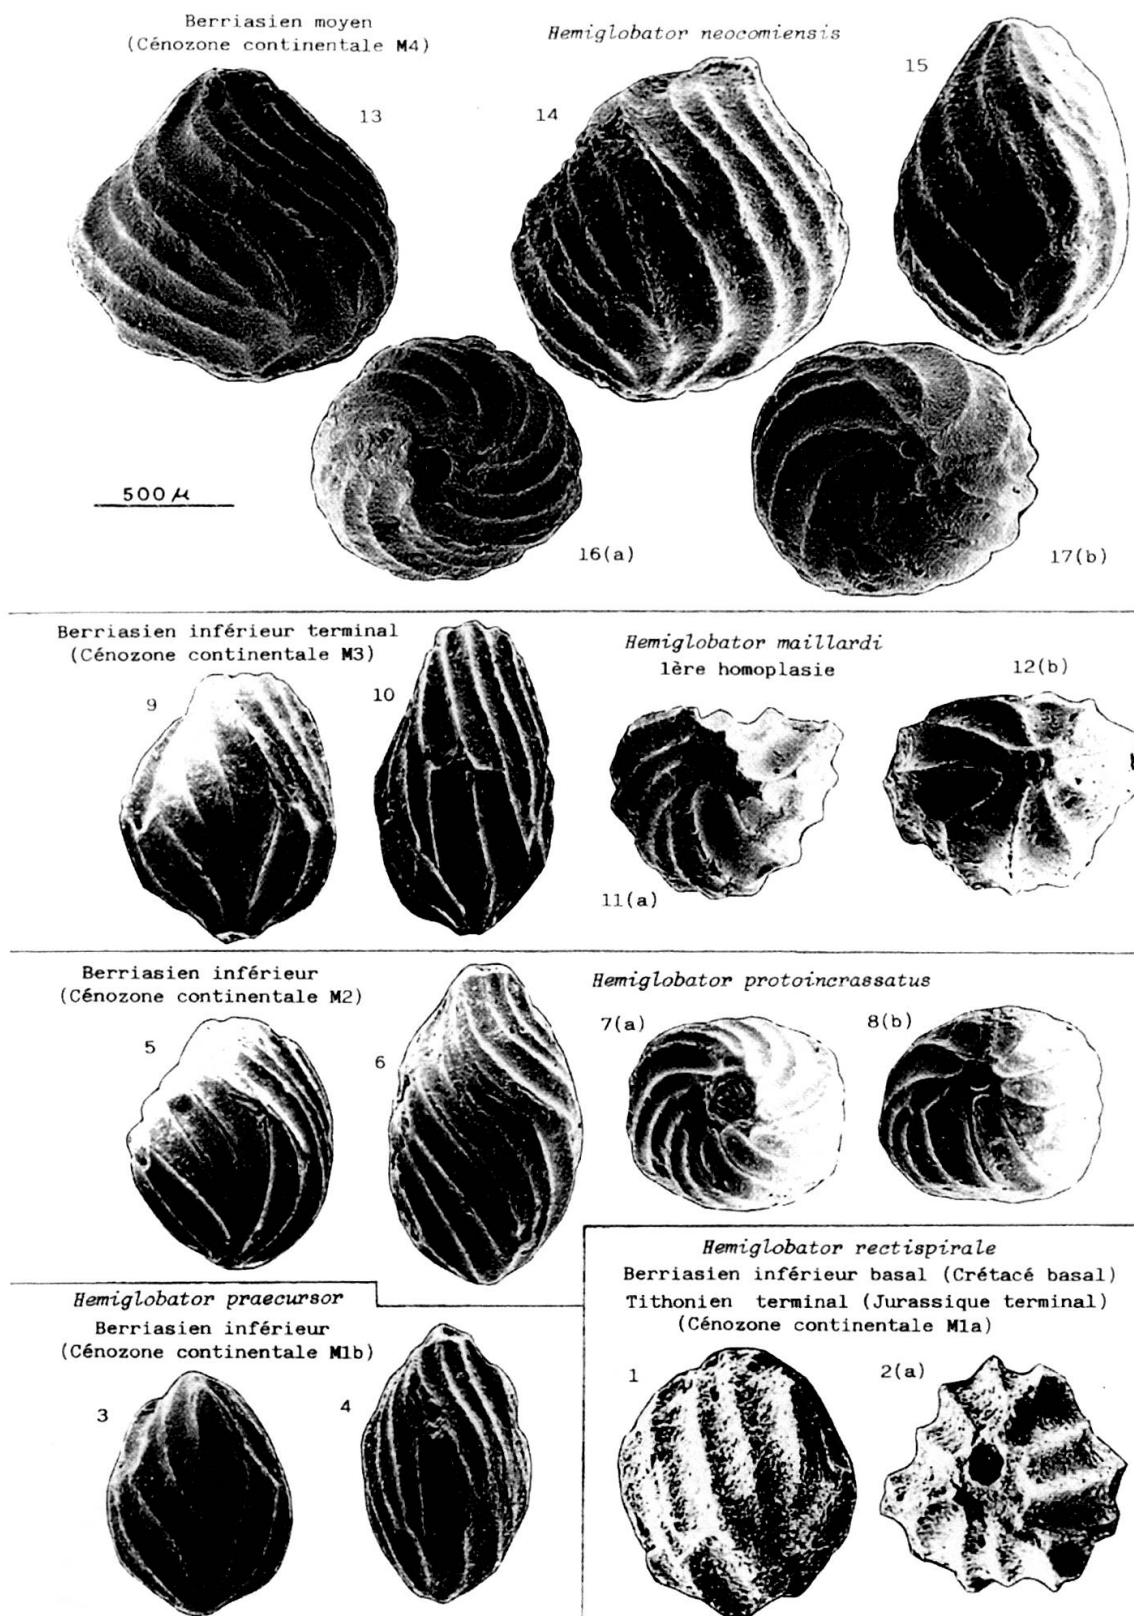 Berriasien moyen
(Cénozone continentale M4)
Hemiglobator neocomiensis
13
14
15
500 µ
16(a)
17(b)
Berriasien inférieur terminal
(Cénozone continentale M3)
Hemiglobator maillardi
1ère homoplasie
9
10
11(a)
12(b)
Berriasien inférieur
(Cénozone continentale M2)
Hemiglobator protoincrassatus
5
6
7(a)
8(b)
Hemiglobator praecursor
Berriasien inférieur
(Cénozone continentale M1b)
3
4
Hemiglobator rectispirale
Berriasien inférieur basal (Crétacé basal)
Tithonien terminal (Jurassique terminal)
(Cénozone continentale M1a)
1
2(a)